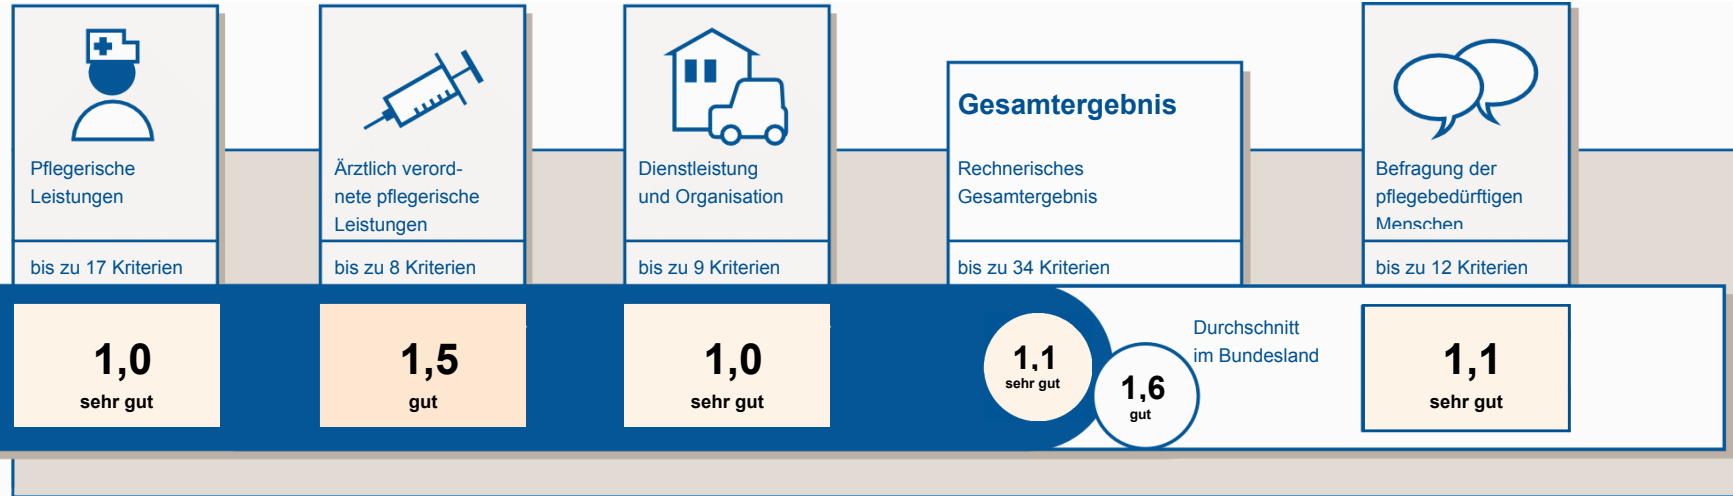 Pflegerische
Leistungen
bis zu 17 Kriterien
1,0
sehr gut
Ärztlich verord-
nete pflegerische
Leistungen
bis zu 8 Kriterien
1,5
gut
Dienstleistung
und Organisation
bis zu 9 Kriterien
1,0
sehr gut
Gesamtergebnis
Rechnerisches
Gesamtergebnis
bis zu 34 Kriterien
1,1
sehr gut
1,6
gut
Durchschnitt
im Bundesland
Befragung der
pflegebedürftigen
Menschen
bis zu 12 Kriterien
1,1
sehr gut